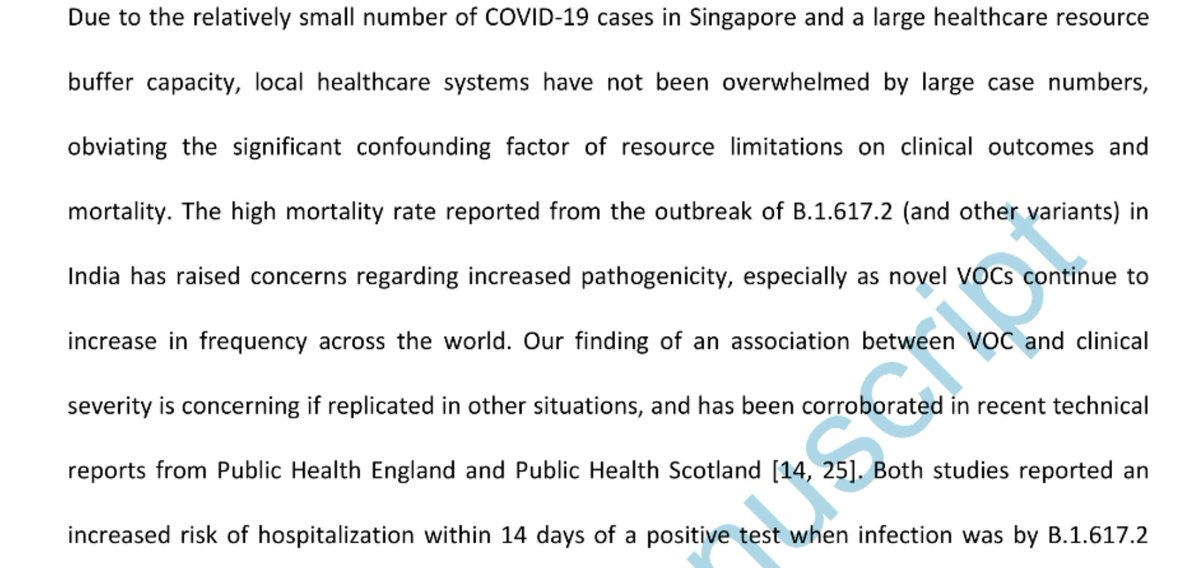 Due to the relatively small number of COVID-19 cases in Singapore and a large healthcare resource
buffer capacity, local healthcare systems have not been overwhelmed by large case numbers,
obviating the significant confounding factor of resource limitations on clinical outcomes and
mortality. The high mortality rate reported from the outbreak of B.1.617.2 (and other variants) in
India has raised concerns regarding increased pathogenicity, especially as novel VOCs continue to
increase in frequency across the world. Our finding of an association between VOC and clinical
severity is concerning if replicated in other situations, and has been corroborated in recent technical
reports from Public Health England and Public Health Scotland [14, 25]. Both studies reported an
increased risk of hospitalization within 14 days of a positive test when infection was by B.1.617.2
nuscript